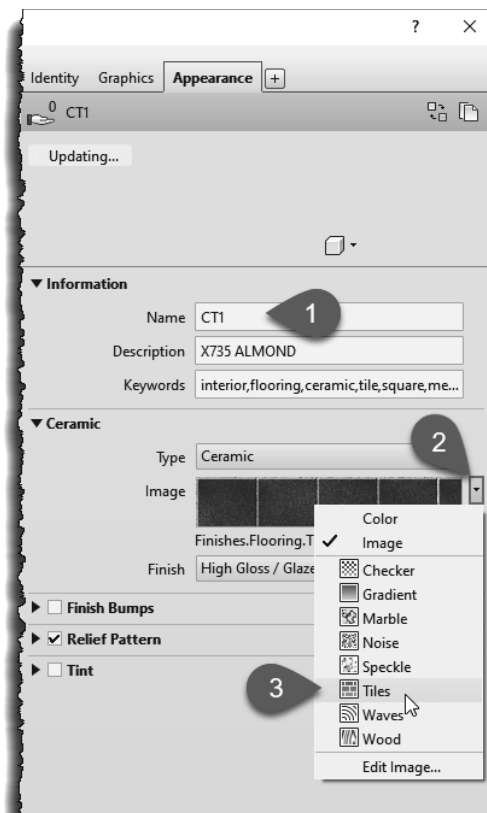 ? ×
Identity Graphics Appearance +
0 CT1
Updating...
Information
Name CT1 1
Description X735 ALMOND
Keywords interior,flooring,ceramic,tile,square,me...
Ceramic
2
Type Ceramic
Image
Color
Finishes.Flooring.T Image
Finish High Gloss / Glaze
Checker
Gradient
Finish Bumps
Marble
Relief Pattern
Noise
Tint
Speckle
3 Tiles
Waves
Wood
Edit Image...